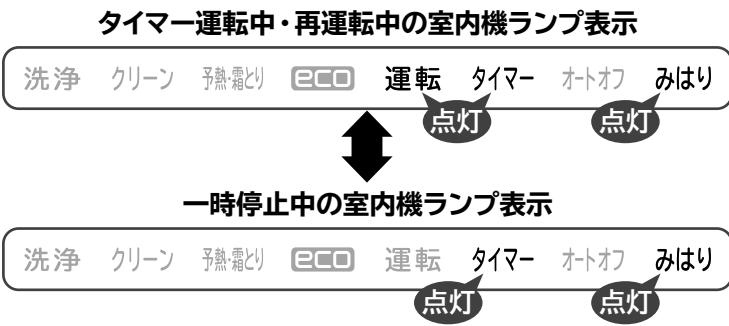 タイマー運転中・再運転中の室内機ランプ表示
洗浄 クリーン 予熱・霜とり eco 運転 タイマー オートオフ みはり
点灯 点灯
一時停止中の室内機ランプ表示
洗浄 クリーン 予熱・霜とり eco 運転 タイマー オートオフ みはり
点灯 点灯